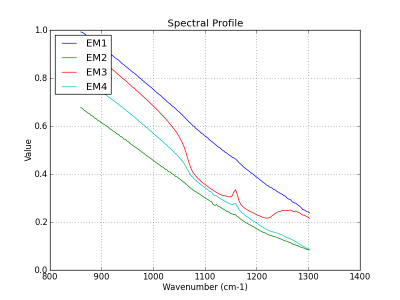 Spectral Profile
1.0
0.8
0.6
0.4
0.2
0.0
Value
EM1
EM2
EM3
EM4
800 900 1000 1100 1200 1300 1400
Wavenumber (cm-1)